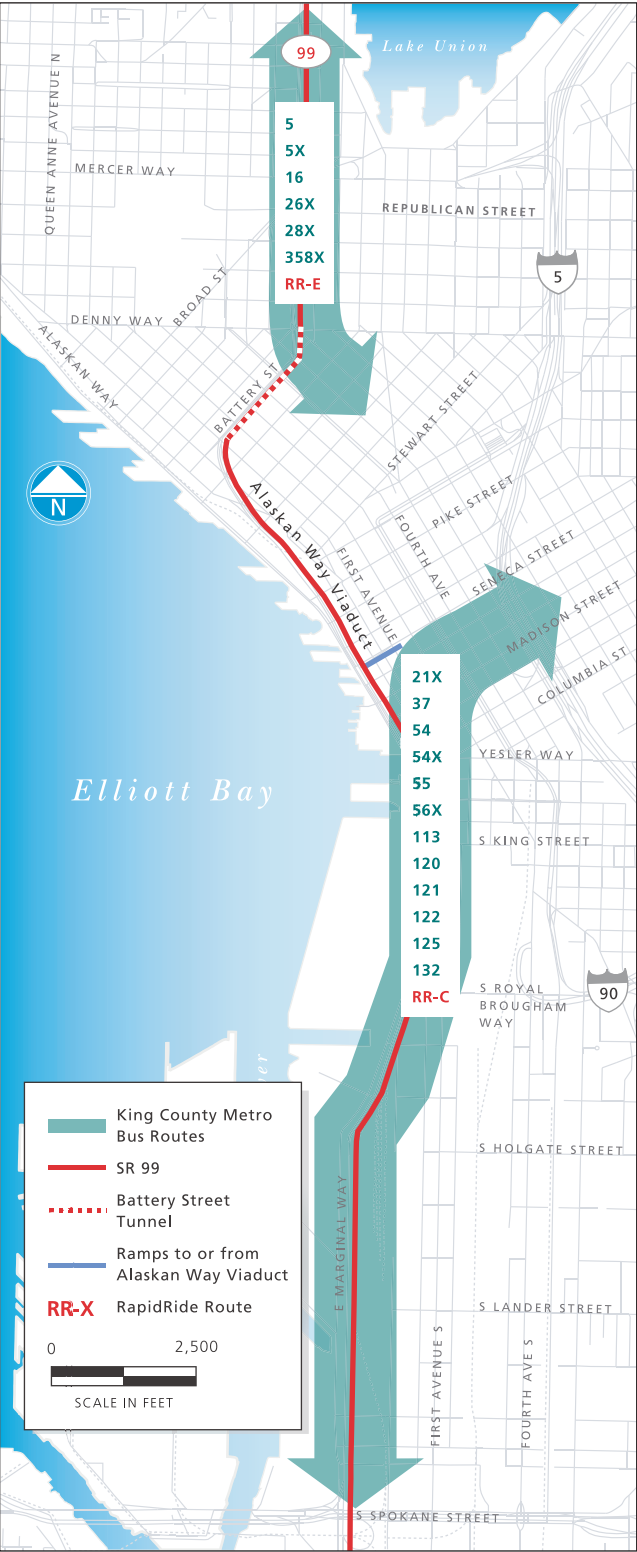 Lake Union
99
QUEEN ANNE AVENUE N
5
5X
16
26X
28X
358X
RR-E
MERCER WAY
REPUBLICAN STREET
5
BROAD ST
DENNY WAY
ALASKAN WAY
BATTERY ST
STEWART STREET
N
Alaskan Way Viaduct
PIKE STREET
FOURTH AVE
FIRST AVENUE
SENECA STREET
MADISON STREET
COLUMBIA ST
21X
37
54
54X
55
56X
113
120
121
122
125
132
RR-C
YESLER WAY
Elliott Bay
S KING STREET
S ROYAL
BROUGHAM
WAY
90
King County Metro
Bus Routes
SR 99
Battery Street
Tunnel
Ramps to or from
Alaskan Way Viaduct
RR-X RapidRide Route
0 2,500
SCALE IN FEET
S HOLGATE STREET
E MARGINAL WAY
S LANDER STREET
FIRST AVENUE S
FOURTH AVE S
S SPOKANE STREET